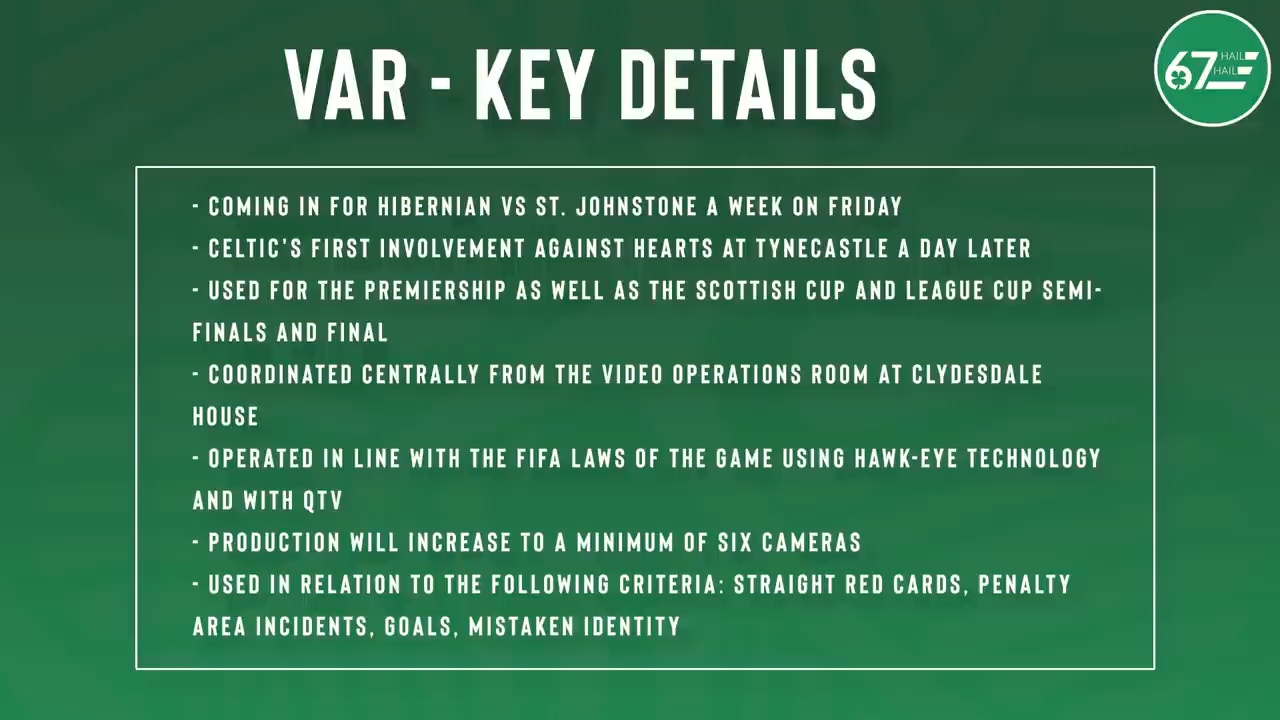 VAR - KEY DETAILS
67 HAIL HAIL
- COMING IN FOR HIBERNIAN VS ST. JOHNSTONE A WEEK ON FRIDAY
- CELTIC'S FIRST INVOLVEMENT AGAINST HEARTS AT TYNECASTLE A DAY LATER
- USED FOR THE PREMIERSHIP AS WELL AS THE SCOTTISH CUP AND LEAGUE CUP SEMI-
FINALS AND FINAL
- COORDINATED CENTRALLY FROM THE VIDEO OPERATIONS ROOM AT CLYDESDALE
HOUSE
- OPERATED IN LINE WITH THE FIFA LAWS OF THE GAME USING HAWK-EYE TECHNOLOGY
AND WITH QTV
- PRODUCTION WILL INCREASE TO A MINIMUM OF SIX CAMERAS
- USED IN RELATION TO THE FOLLOWING CRITERIA: STRAIGHT RED CARDS, PENALTY
AREA INCIDENTS, GOALS, MISTAKEN IDENTITY